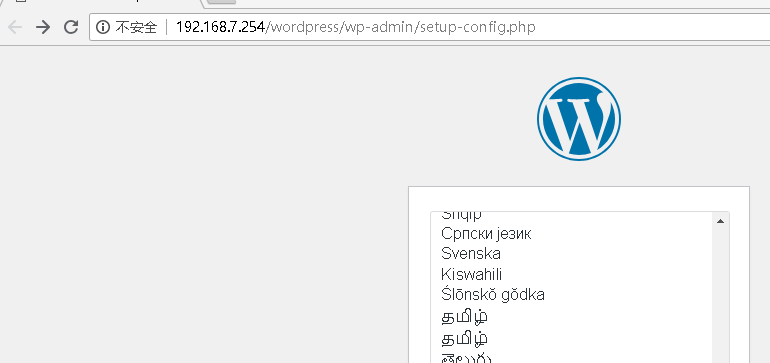 不安全 192.168.7.254/wordpress/wp-admin/setup-config.php
W
Shqip
Српски језик
Svenska
Kiswahili
Ślōnskŏ gŏdka
தமிழ்
தமிழ்
తెలుగు